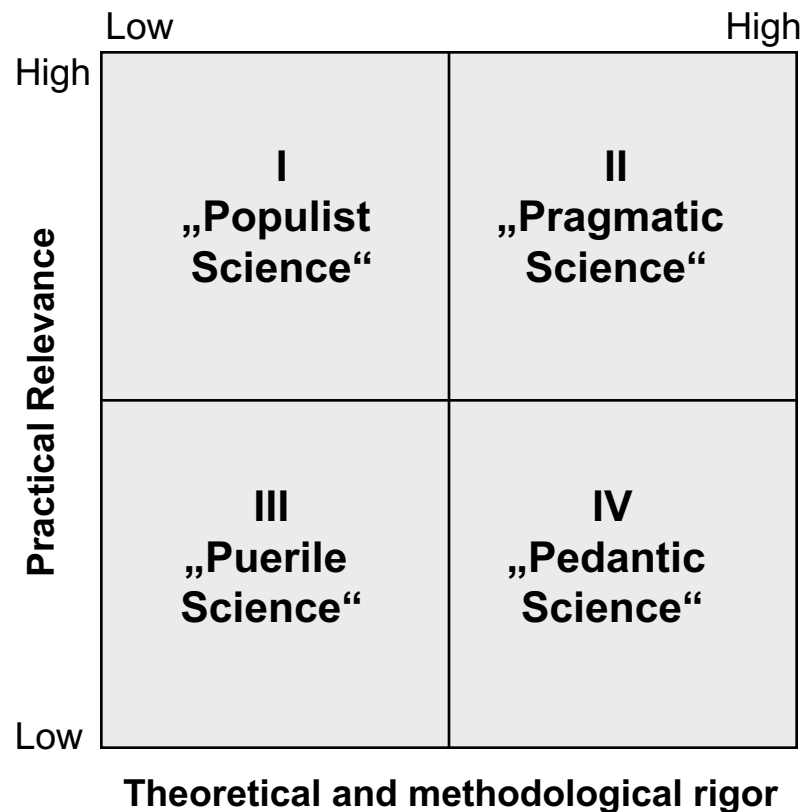 Low High
High
I
„Populist
Science“
II
„Pragmatic
Science“
Practical Relevance
III
„Puerile
Science“
IV
„Pedantic
Science“
Low
Theoretical and methodological rigor